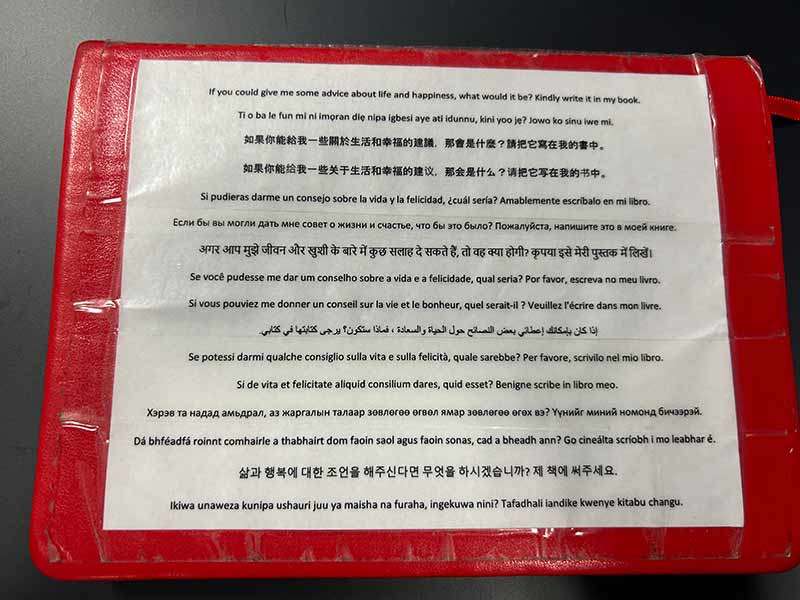 If you could give me some advice about life and happiness, what would it be? Kindly write it in my book.
Ti o ba le fun mi ni imọran diẹ nipa igbesi aye ati idunnu, kini yoo jẹ? Jowo ko sinu iwe mi.
如果你能給我一些關於生活和幸福的建議，那會是什麼？請把它寫在我的書中。
如果你能给我一些关于生活和幸福的建议，那会是什么？请把它写在我的书中。
Si pudieras darme un consejo sobre la vida y la felicidad, ¿cuál sería? Amablemente escríbalo en mi libro.
Если бы вы могли дать мне совет о жизни и счастье, что бы это было? Пожалуйста, напишите это в моей книге.
अगर आप मुझे जीवन और खुशी के बारे में कुछ सलाह दे सकते हैं, तो वह क्या होगी? कृपया इसे मेरी पुस्तक में लिखें।
Se você pudesse me dar um conselho sobre a vida e a felicidade, qual seria? Por favor, escreva no meu livro.
Si vous pouviez me donner un conseil sur la vie et le bonheur, quel serait-il ? Veuillez l'écrire dans mon livre.
إذا كان بإمكانك إعطائي بعض النصائح حول الحياة والسعادة ، فماذا ستكون؟ يرجى كتابتها في كتابي.
Se potessi darmi qualche consiglio sulla vita e sulla felicità, quale sarebbe? Per favore, scrivilo nel mio libro.
Si de vita et felicitate aliquid consilium dares, quid esset? Benigne scribe in libro meo.
Хэрэв та надад амьдрал, аз жаргалын талаар зөвлөгөө өгвөл ямар зөвлөгөө өгөх вэ? Үүнийг миний номонд бичээрэй.
Dá bhféadfá roinnt comhairle a thabhairt dom faoin saol agus faoin sonas, cad a bheadh ann? Go cineálta scríobh i mo leabhar é.
삶과 행복에 대한 조언을 해주신다면 무엇을 하시겠습니까? 제 책에 써주세요.
Ikiwa unaweza kunipa ushauri juu ya maisha na furaha, ingekuwa nini? Tafadhali iandike kwenye kitabu changu.